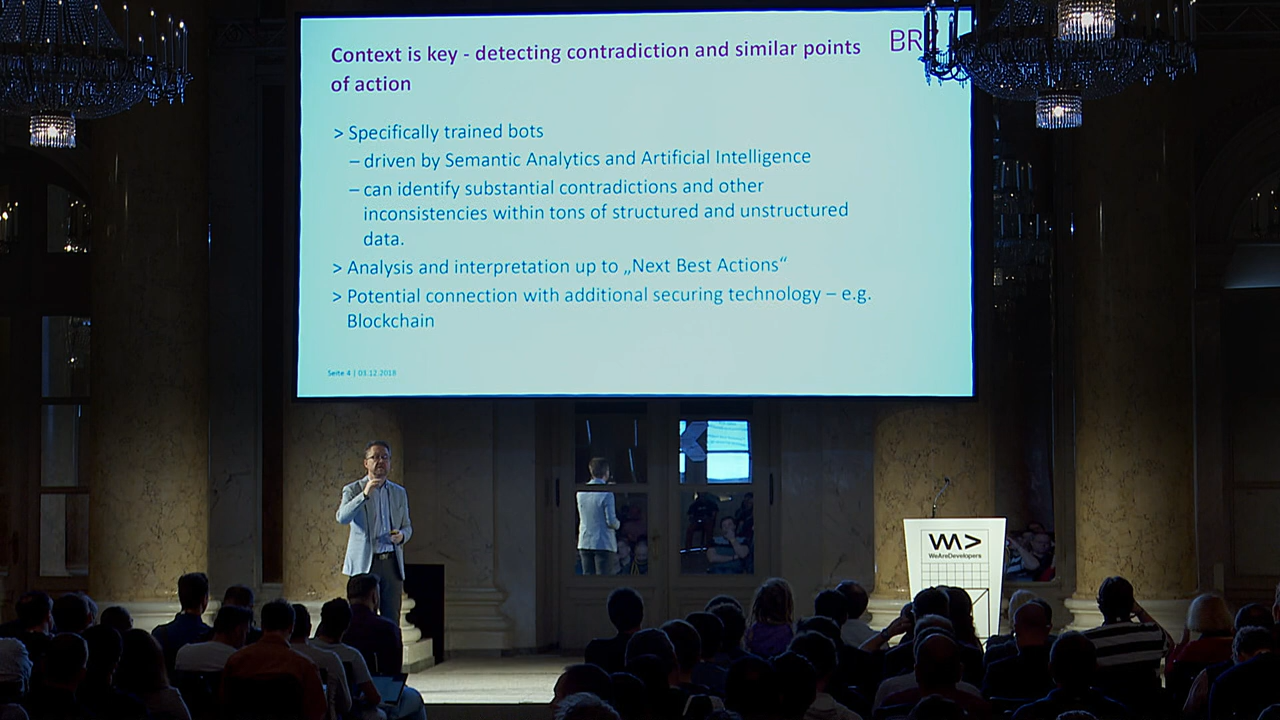 Context is key - detecting contradiction and similar points
of action
> Specifically trained bots
– driven by Semantic Analytics and Artificial Intelligence
– can identify substantial contradictions and other
inconsistencies within tons of structured and unstructured
data.
> Analysis and interpretation up to „Next Best Actions“
> Potential connection with additional securing technology – e.g.
Blockchain
Seite 4 | 03.12.2018
WeAreDevelopers